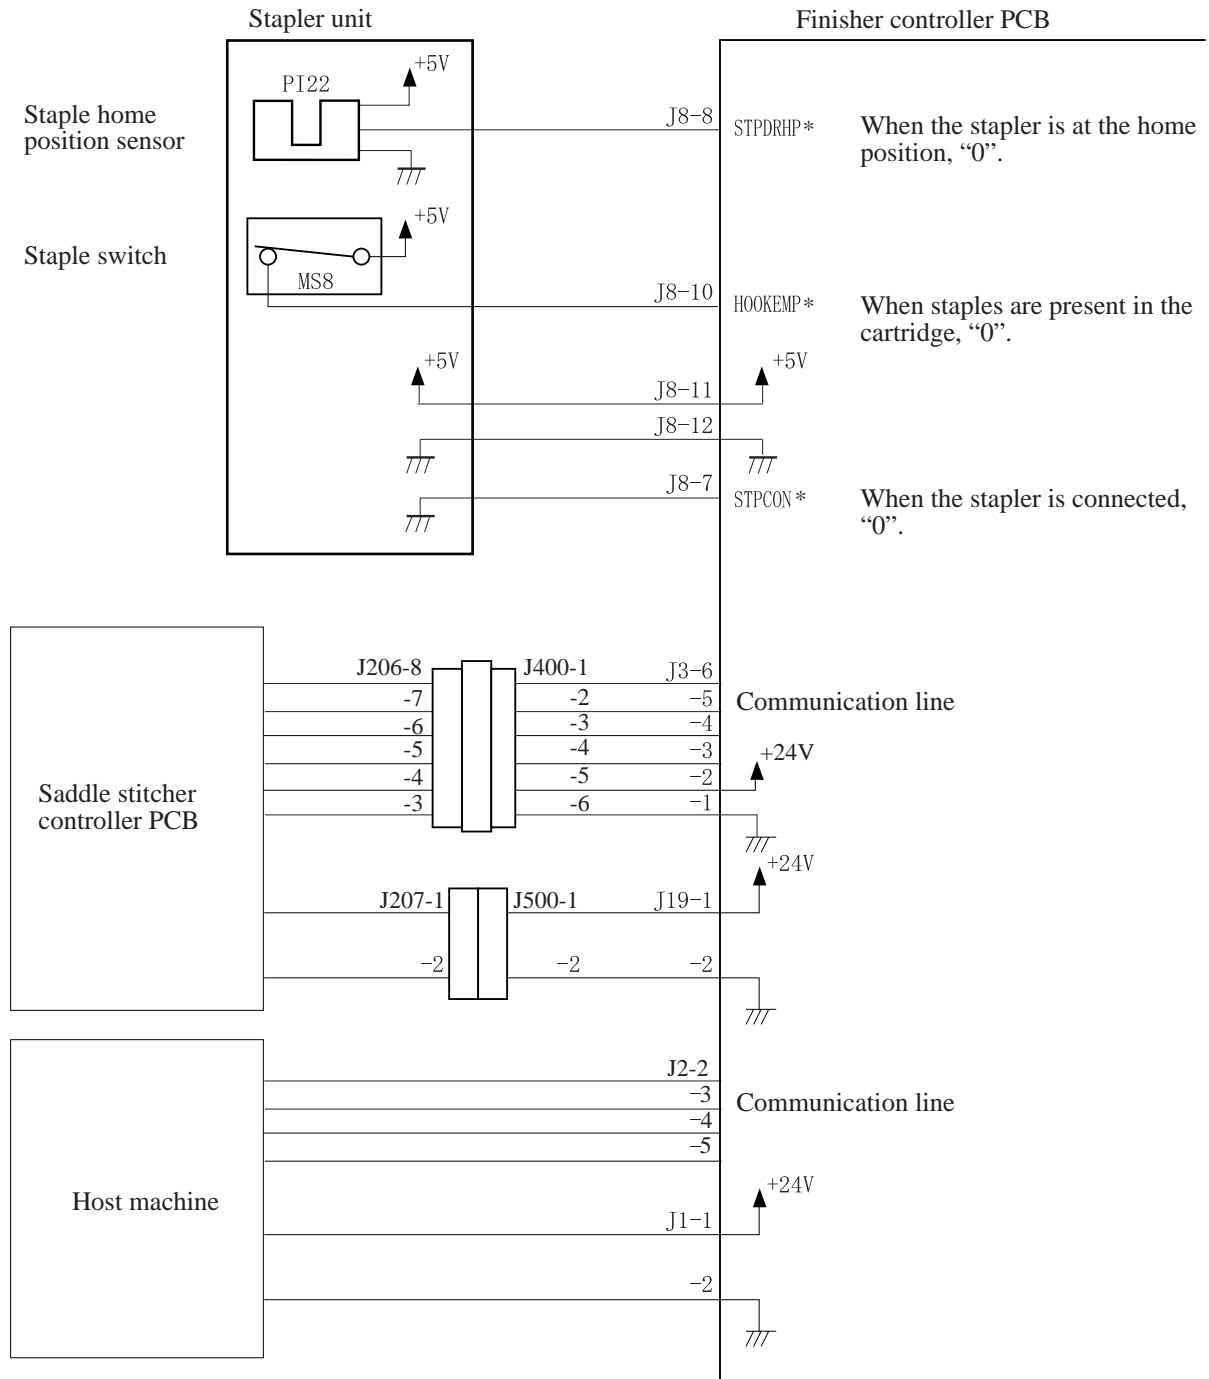 Stapler unit
Finisher controller PCB
+5V
PI22
Staple home
position sensor
J8-8
STPDRHP*
When the stapler is at the home
position, “0”.
+5V
Staple switch
MS8
J8-10
HOOKEMP*
When staples are present in the
cartridge, “0”.
+5V
+5V
J8-11
J8-12
J8-7
STPCON*
When the stapler is connected,
“0”.
J206-8
J400-1
J3-6
-7
-2
-5
Communication line
-6
-3
-4
-5
-4
-3
+24V
-4
-5
-2
-3
-6
-1
Saddle stitcher
controller PCB
+24V
J207-1
J500-1
J19-1
-2
-2
-2
J2-2
-3
Communication line
-4
-5
Host machine
+24V
J1-1
-2